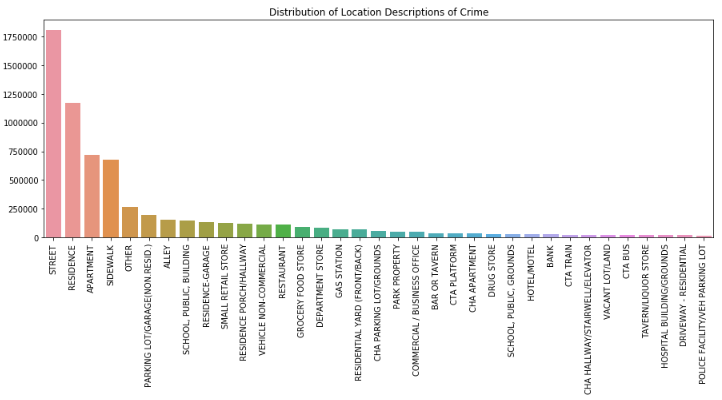 Distribution of Location Descriptions of Crime
1750000
1500000
1250000
1000000
750000
500000
250000
0
STREET
RESIDENCE
APARTMENT
SIDEWALK
OTHER
PARKING LOT/GARAGE(NON.RESID.)
ALLEY
SCHOOL, PUBLIC, BUILDING
RESIDENCE-GARAGE
SMALL RETAIL STORE
RESIDENCE PORCH/HALLWAY
VEHICLE NON-COMMERCIAL
RESTAURANT
GROCERY FOOD STORE
DEPARTMENT STORE
GAS STATION
RESIDENTIAL YARD (FRONT/BACK)
CHA PARKING LOT/GROUNDS
PARK PROPERTY
COMMERCIAL / BUSINESS OFFICE
BAR OR TAVERN
CTA PLATFORM
CHA APARTMENT
DRUG STORE
SCHOOL, PUBLIC, GROUNDS
HOTEL/MOTEL
BANK
CTA TRAIN
CHA HALLWAY/STAIRWELL/ELEVATOR
VACANT LOT/LAND
CTA BUS
TAVERN/LIQUOR STORE
HOSPITAL BUILDING/GROUNDS
DRIVEWAY - RESIDENTIAL
POLICE FACILITY/VEH PARKING LOT